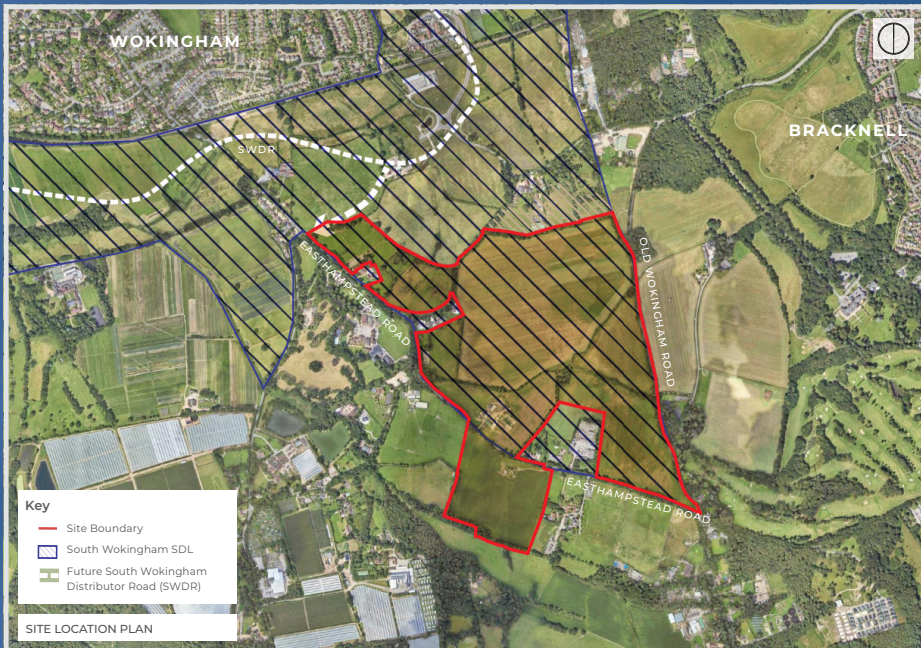 WOKINGHAM
BRACKNELL
SWDR
EASTHAMPSTEAD ROAD
OLD WOKINGHAM ROAD
EASTHAMPSTEAD ROAD
Key
Site Boundary
South Wokingham SDL
Future South Wokingham
Distributor Road (SWDR)
SITE LOCATION PLAN